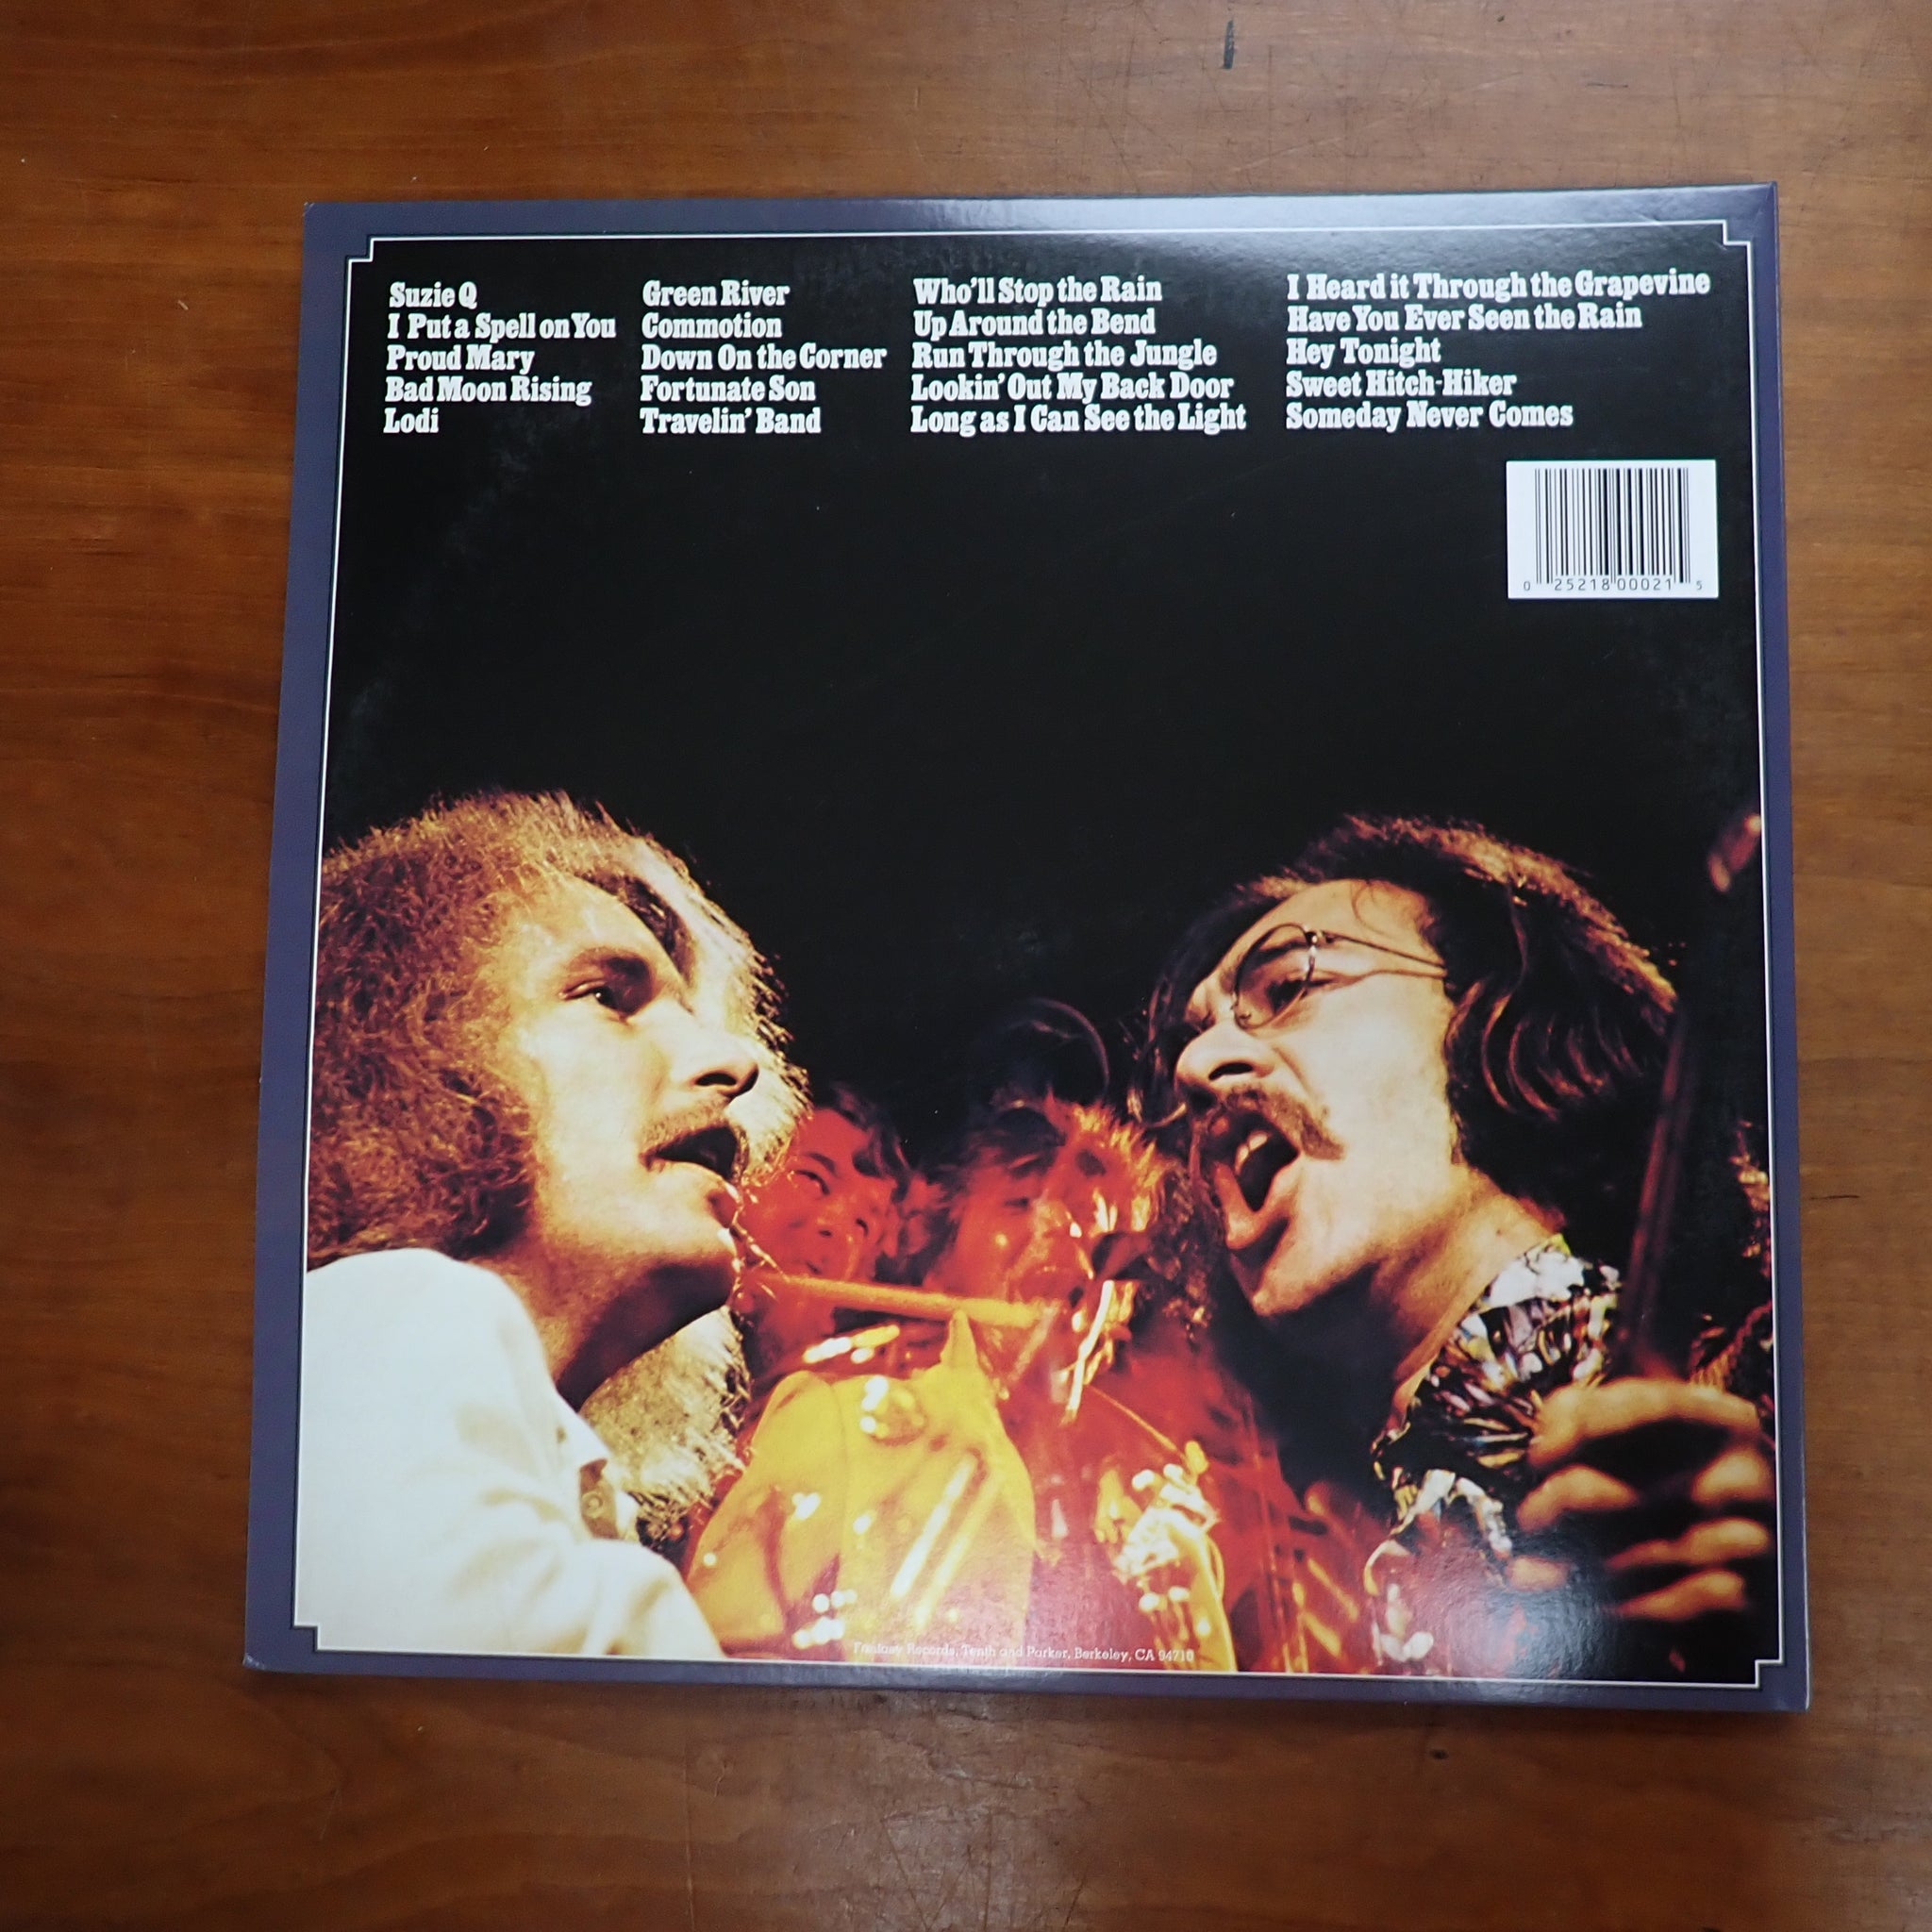 Suzie Q
I Put a Spell on You
Proud Mary
Bad Moon Rising
Lodi
Green River
Commotion
Down On the Corner
Fortunate Son
Travelin' Band
Who'll Stop the Rain
Up Around the Bend
Run Through the Jungle
Lookin' Out My Back Door
Long as I Can See the Light
I Heard it Through the Grapevine
Have You Ever Seen the Rain
Hey Tonight
Sweet Hitch-Hiker
Someday Never Comes
0 25218 00021 5
Fantasy Records, Tenth and Parker, Berkeley, CA 94710